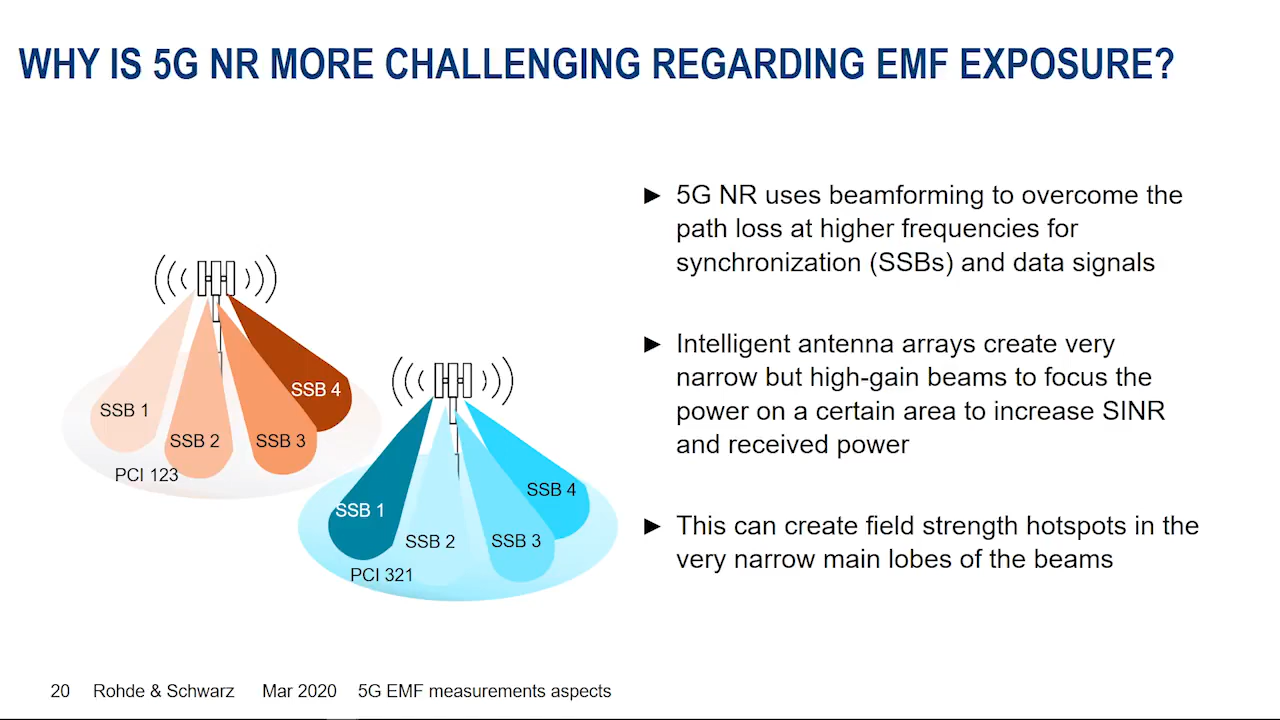 WHY IS 5G NR MORE CHALLENGING REGARDING EMF EXPOSURE?
► 5G NR uses beamforming to overcome the
path loss at higher frequencies for
synchronization (SSBs) and data signals
► Intelligent antenna arrays create very
narrow but high-gain beams to focus the
power on a certain area to increase SINR
and received power
► This can create field strength hotspots in the
very narrow main lobes of the beams
SSB 1
SSB 2
SSB 3
SSB 4
PCI 123
SSB 1
SSB 2
SSB 3
SSB 4
PCI 321
20 Rohde & Schwarz Mar 2020 5G EMF measurements aspects